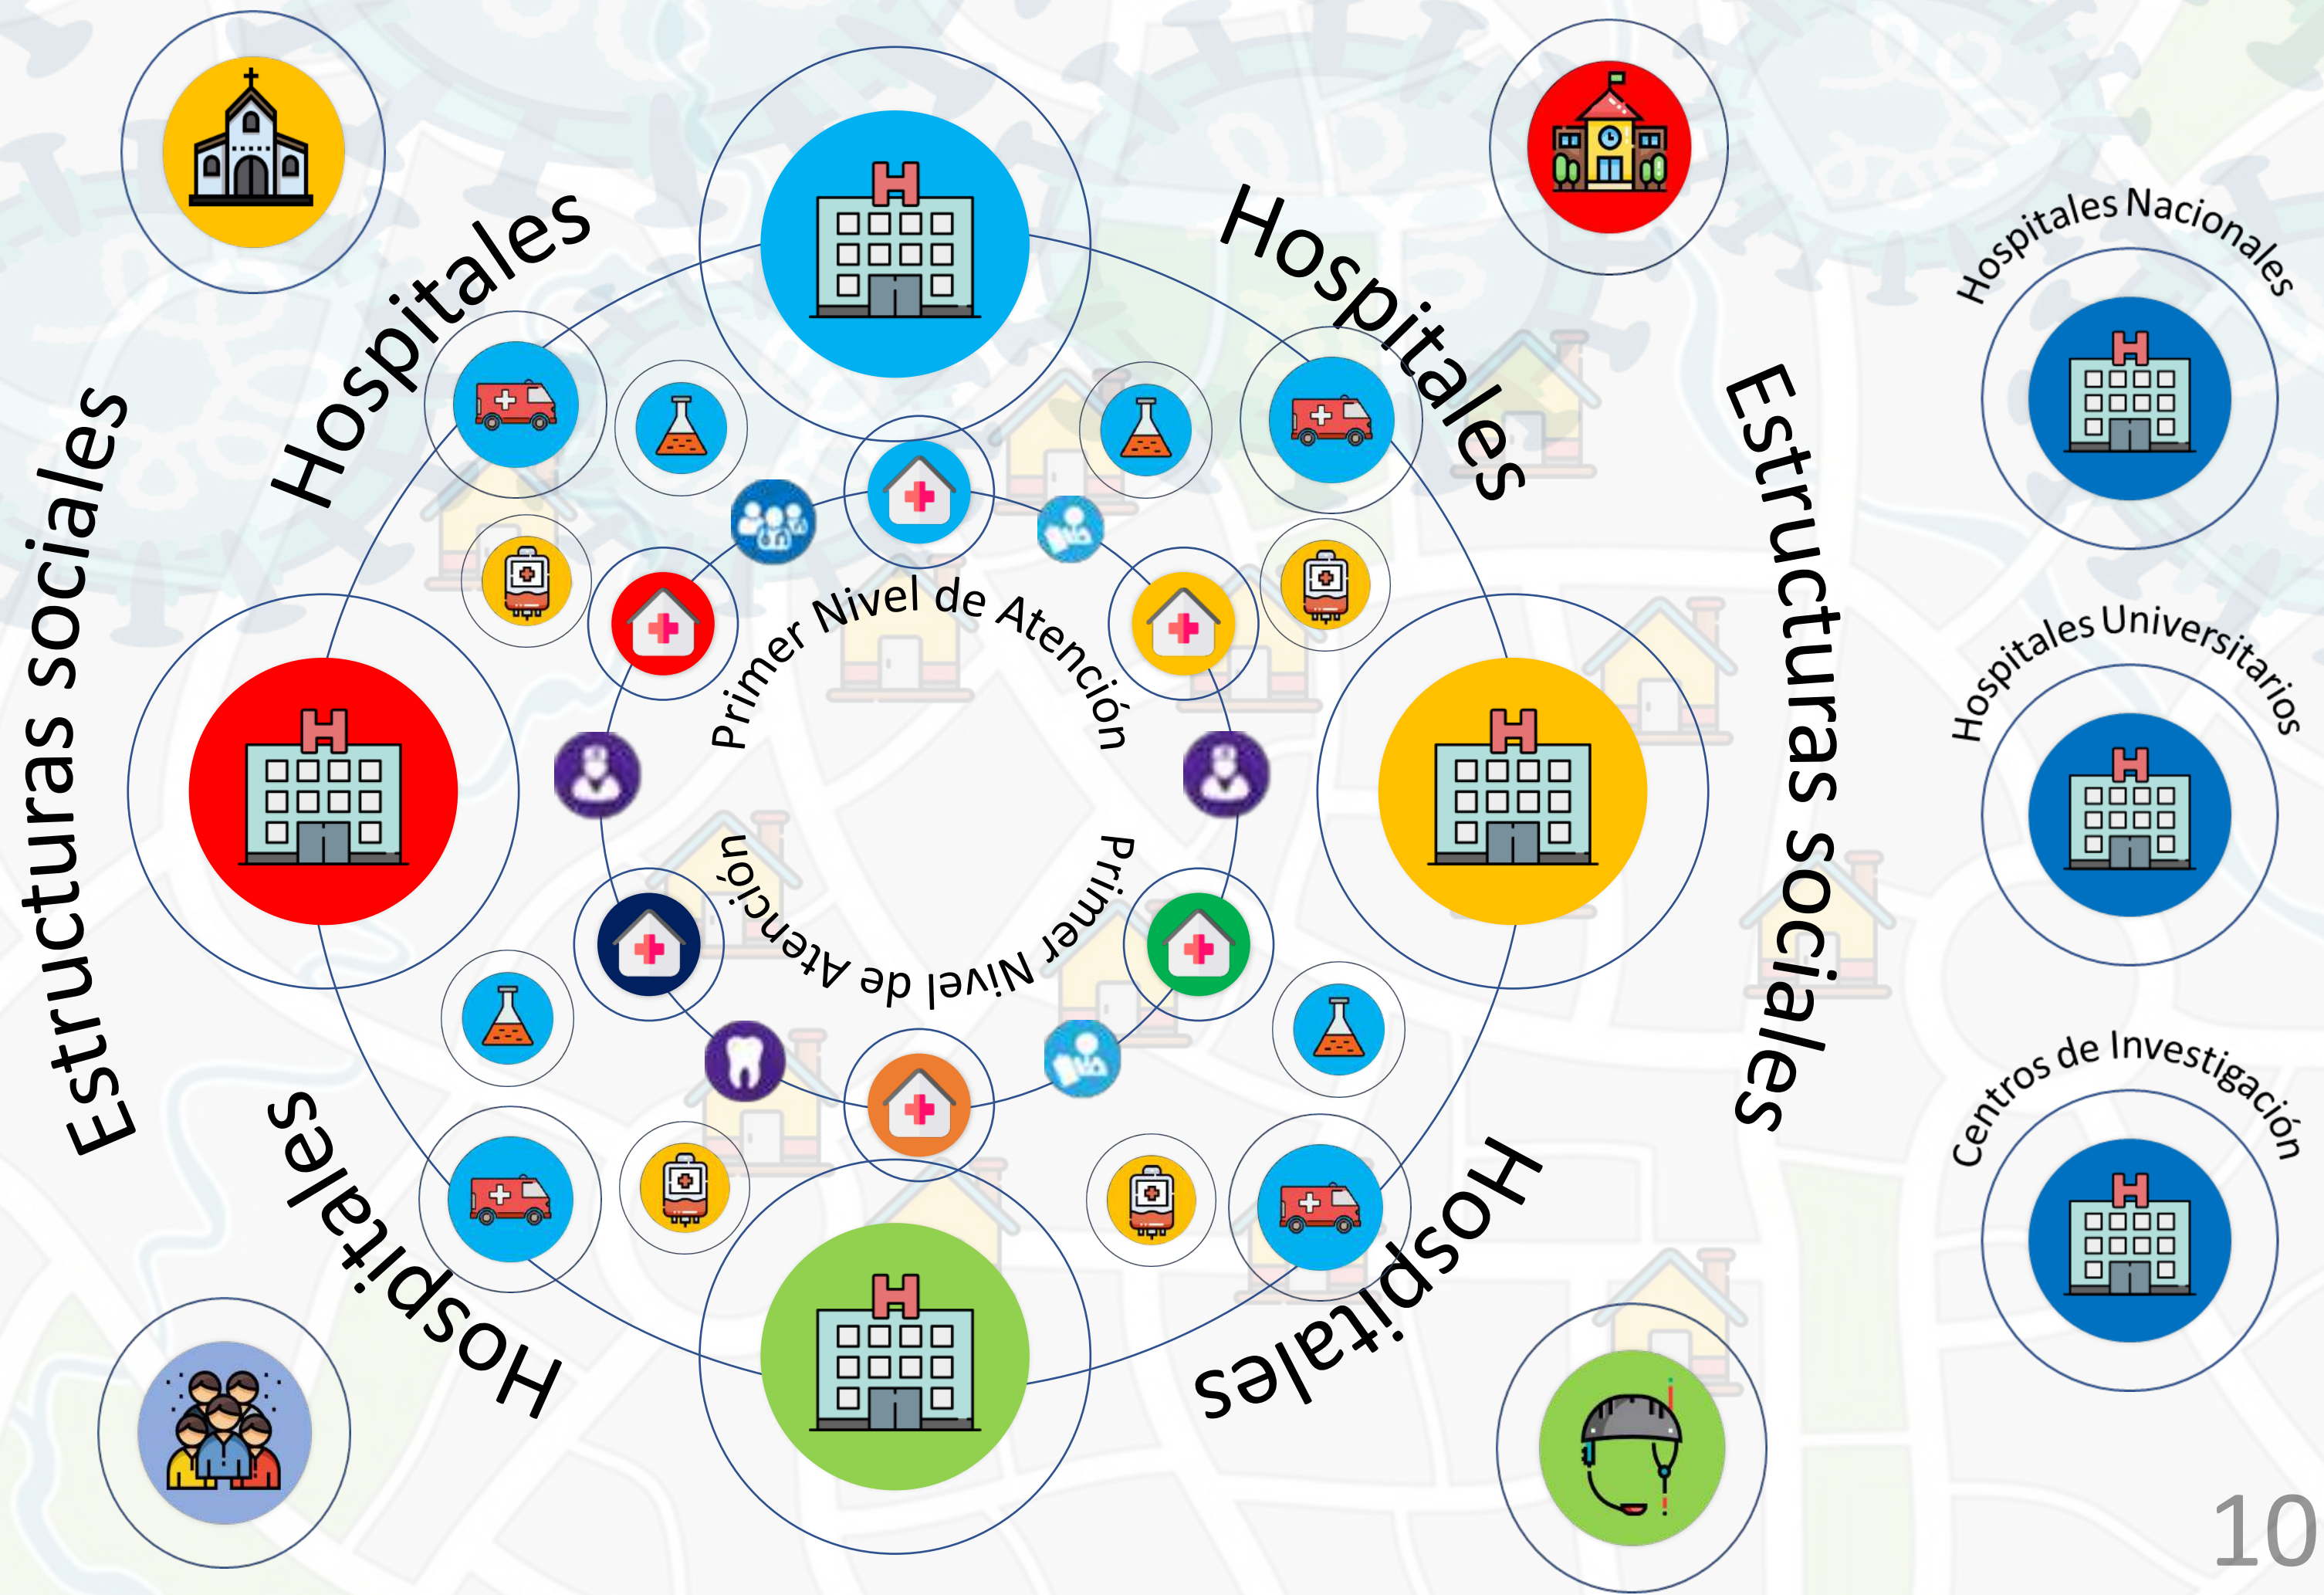 Hospitales
Hospitales
Hospitales Nacionales
Estructuras sociales
Estructuras sociales
Primer Nivel de Atención
Hospitales Universitarios
Primer Nivel de Atención
Centros de Investigación
Hospitales
Hospitales
10
H
H
H
H
H
H
H